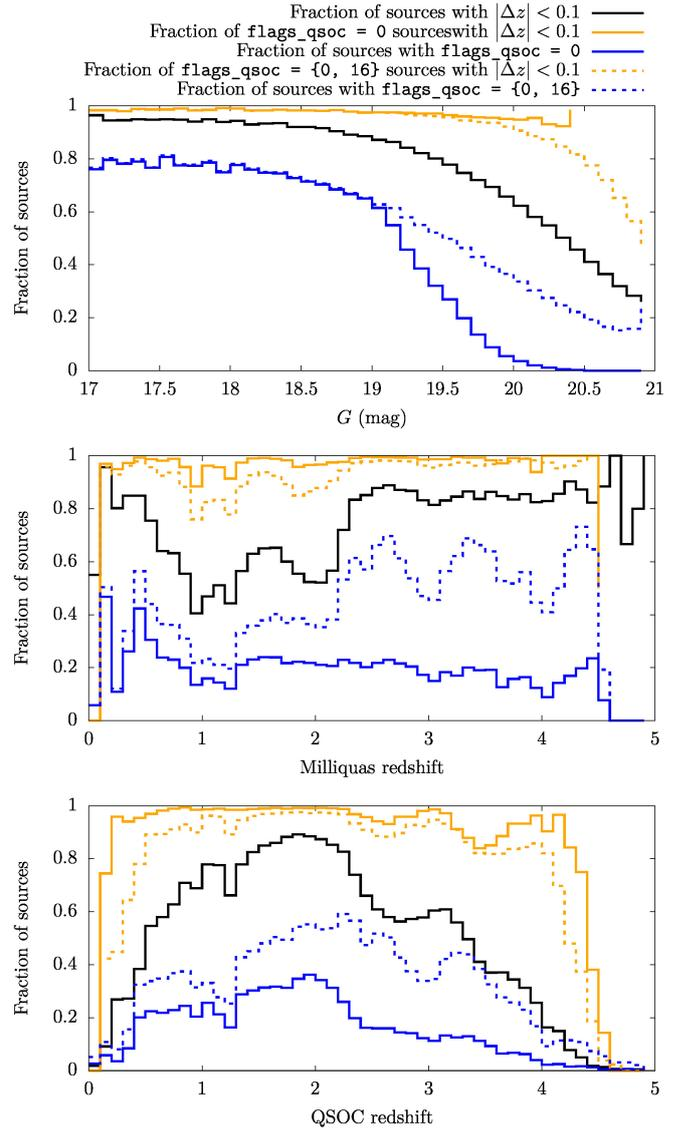 Fraction of sources with |Δz| < 0.1
Fraction of flags_qsoc = 0 sourceswith |Δz| < 0.1
Fraction of sources with flags_qsoc = 0
Fraction of flags_qsoc = {0, 16} sources with |Δz| < 0.1
Fraction of sources with flags_qsoc = {0, 16}
1
0.8
0.6
0.4
0.2
0
Fraction of sources
17 17.5 18 18.5 19 19.5 20 20.5 21
G (mag)
1
0.8
0.6
0.4
0.2
0
Fraction of sources
0 1 2 3 4 5
Milliquas redshift
1
0.8
0.6
0.4
0.2
0
Fraction of sources
0 1 2 3 4 5
QSOC redshift